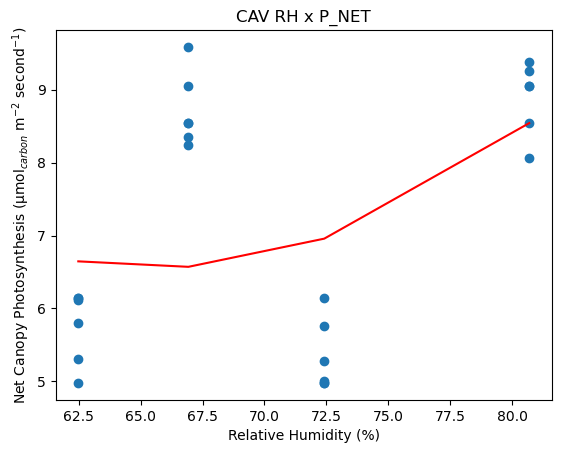 CAV RH x P_NET
Net Canopy Photosynthesis (μmol$_{carbon}$ m$^{-2}$ second$^{-1}$)
9
8
7
6
5
62.5 65.0 67.5 70.0 72.5 75.0 77.5 80.0
Relative Humidity (%)